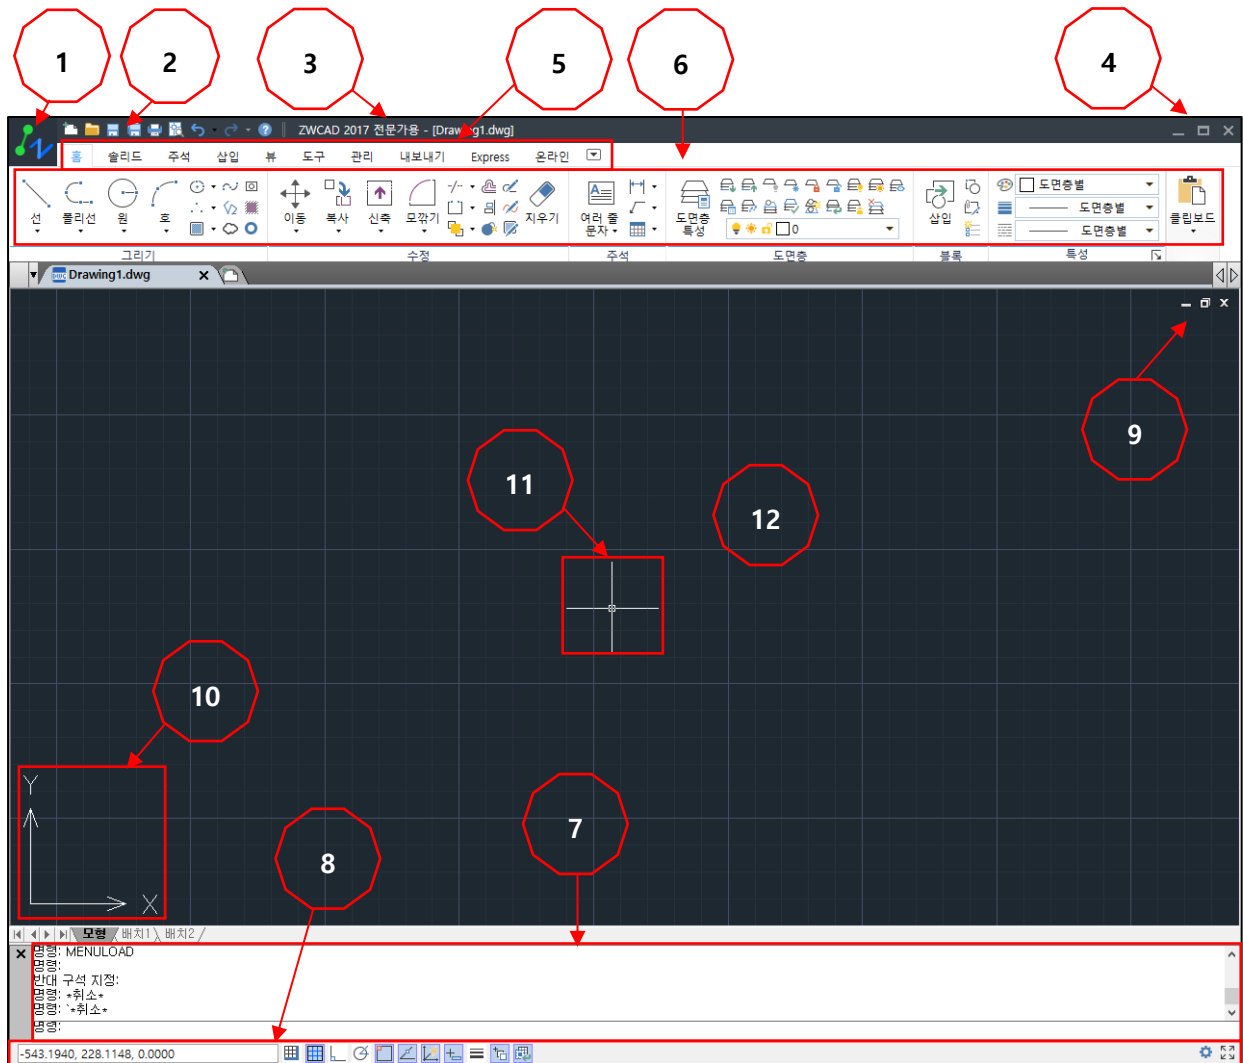 1
2
3
5
6
4
ZWCAD 2017 전문가용 - [Drawing1.dwg]
홈 솔리드 주석 삽입 뷰 도구 관리 내보내기 Express 온라인
선 폴리선 원 호 이동 복사 신축 모깎기 지우기 여러 줄 문자 도면층 특성 0 삽입 도면층별 도면층별 도면층별 클립보드
그리기 수정 주석 도면층 블록 특성
DWG Drawing1.dwg
9
11
12
10
7
8
Y
X
모형 배치1 배치2
명령: MENULOAD
명령:
반대 구석 지정:
명령: *취소*
명령: `*취소*
명령:
-543.1940, 228.1148, 0.0000